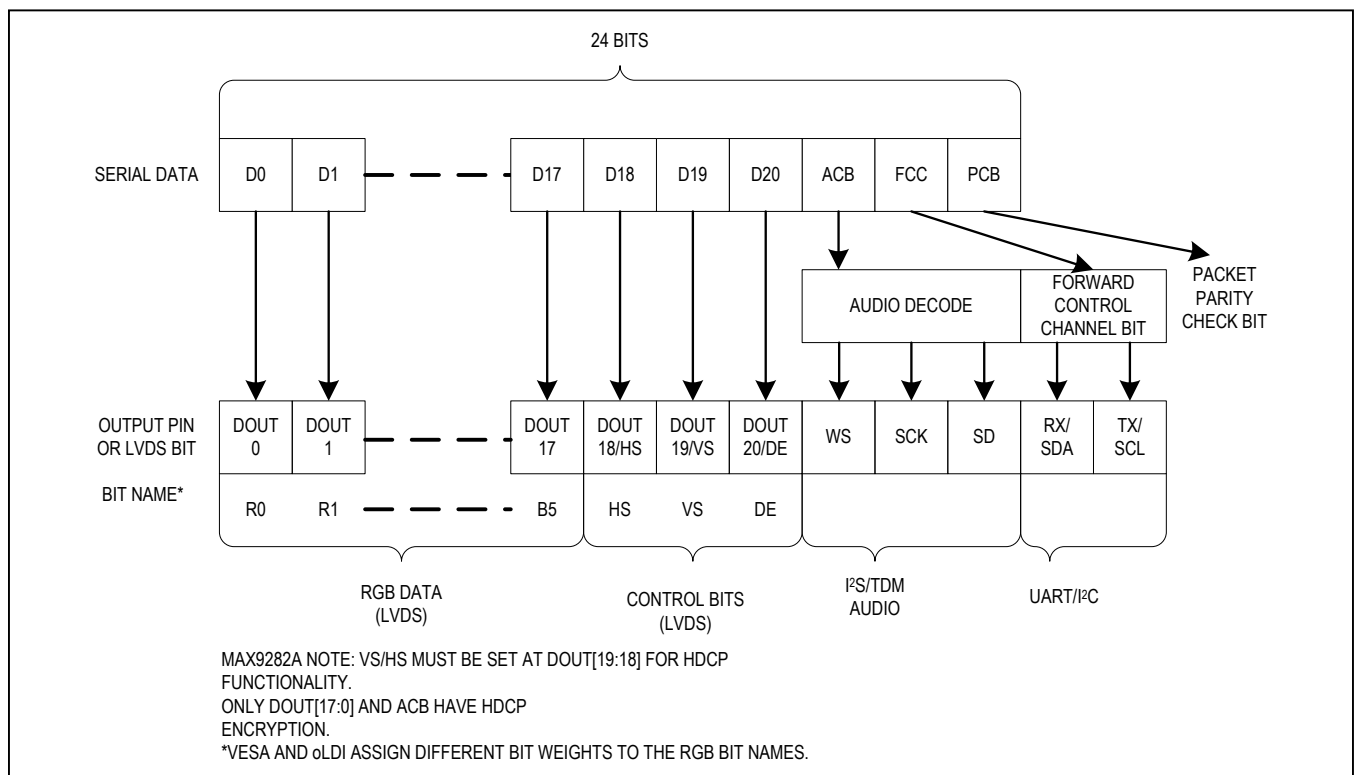 24 BITS
SERIAL DATA D0 D1 D17 D18 D19 D20 ACB FCC PCB
AUDIO DECODE
FORWARD
CONTROL
CHANNEL BIT
PACKET
PARITY
CHECK BIT
OUTPUT PIN
OR LVDS BIT
DOUT
0
DOUT
1
DOUT
17
DOUT
18/HS
DOUT
19/VS
DOUT
20/DE
WS
SCK
SD
RX/
SDA
TX/
SCL
BIT NAME*
R0 R1 B5 HS VS DE
RGB DATA
(LVDS)
CONTROL BITS
(LVDS)
I²S/TDM
AUDIO
UART/I²C
MAX9282A NOTE: VS/HS MUST BE SET AT DOUT[19:18] FOR HDCP
FUNCTIONALITY.
ONLY DOUT[17:0] AND ACB HAVE HDCP
ENCRYPTION.
*VESA AND oLDI ASSIGN DIFFERENT BIT WEIGHTS TO THE RGB BIT NAMES.